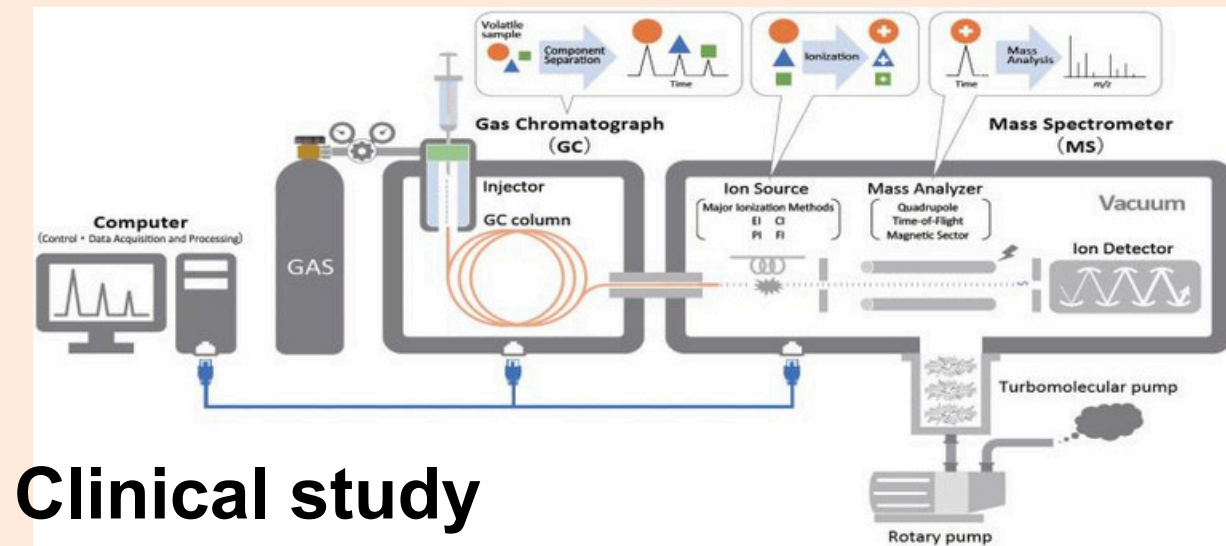 Volatile
sample
Component
Separation
Time
Ionization
Time
Mass
Analysis
m/z
Gas Chromatograph
(GC)
Mass Spectrometer
(MS)
Computer
(Control・Data Acquisition and Processing)
GAS
Injector
GC column
Ion Source
Major Ionization Methods
EI CI
PI FI
Mass Analyzer
Quadrupole
Time-of-Flight
Magnetic Sector
Vacuum
Ion Detector
Turbomolecular pump
Rotary pump
Clinical study